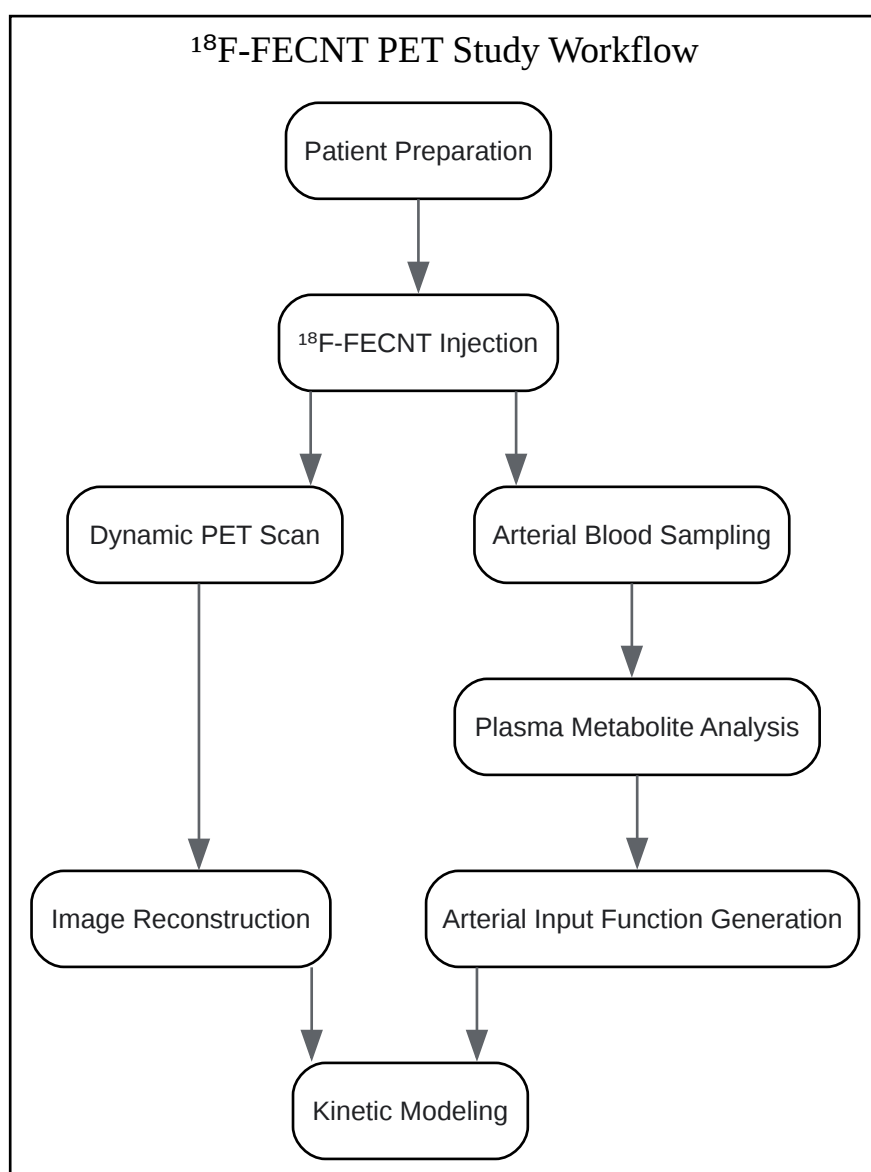 ¹⁸F-FECNT PET Study Workflow
Patient Preparation
¹⁸F-FECNT Injection
Dynamic PET Scan
Arterial Blood Sampling
Plasma Metabolite Analysis
Image Reconstruction
Arterial Input Function Generation
Kinetic Modeling